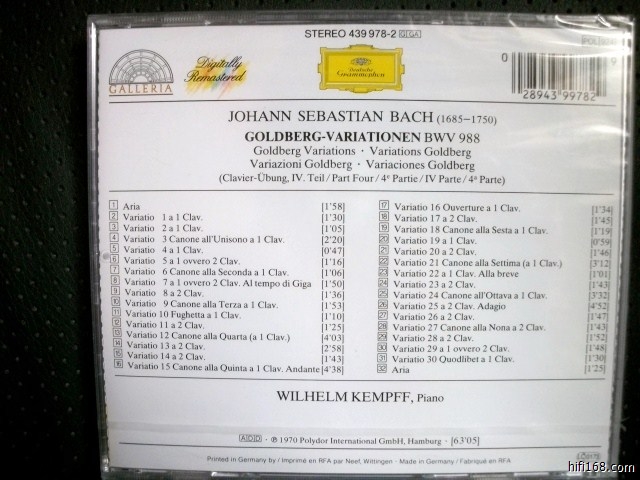 STEREO 439 978-2 GIGA
GALLERIA
Digitally
Remastered
Deutsche
Grammophon
0
28943 99782
9
JOHANN SEBASTIAN BACH (1685–1750)
GOLDBERG-VARIATIONEN BWV 988
Goldberg Variations · Variations Goldberg
Variazioni Goldberg · Variaciones Goldberg
(Clavier-Übung, IV. Teil / Part Four / 4e Partie / IV Parte / 4a Parte)
1 Aria [1'58]
2 Variatio 1 a 1 Clav. [1'30]
3 Variatio 2 a 1 Clav. [1'05]
4 Variatio 3 Canone all'Unisono a 1 Clav. [2'20]
5 Variatio 4 a 1 Clav. [0'47]
6 Variatio 5 a 1 ovvero 2 Clav. [1'16]
7 Variatio 6 Canone alla Seconda a 1 Clav. [1'06]
8 Variatio 7 a 1 ovvero 2 Clav. Al tempo di Giga [1'50]
9 Variatio 8 a 2 Clav. [1'36]
10 Variatio 9 Canone alla Terza a 1 Clav. [1'53]
11 Variatio 10 Fughetta a 1 Clav. [1'10]
12 Variatio 11 a 2 Clav. [1'25]
13 Variatio 12 Canone alla Quarta (a 1 Clav.) [4'03]
14 Variatio 13 a 2 Clav. [2'58]
15 Variatio 14 a 2 Clav. [1'43]
16 Variatio 15 Canone alla Quinta a 1 Clav. Andante [4'38]
17 Variatio 16 Ouverture a 1 Clav. [1'34]
18 Variatio 17 a 2 Clav. [1'45]
19 Variatio 18 Canone alla Sesta a 1 Clav. [1'19]
20 Variatio 19 a 1 Clav. [0'59]
21 Variatio 20 a 2 Clav. [1'46]
22 Variatio 21 Canone alla Settima (a 1 Clav.) [3'12]
23 Variatio 22 a 1 Clav. Alla breve [1'01]
24 Variatio 23 a 2 Clav. [1'43]
25 Variatio 24 Canone all'Ottava a 1 Clav. [3'32]
26 Variatio 25 a 2 Clav. Adagio [4'52]
27 Variatio 26 a 2 Clav. [1'47]
28 Variatio 27 Canone alla Nona a 2 Clav. [1'43]
29 Variatio 28 a 2 Clav. [1'52]
30 Variatio 29 a 1 ovvero 2 Clav. [1'48]
31 Variatio 30 Quodlibet a 1 Clav. [1'30]
32 Aria [1'25]
WILHELM KEMPFF, Piano
ADD · ℗ 1970 Polydor International GmbH, Hamburg · [63'05]
Printed in Germany by / Imprimé en RFA par Neef, Wittingen · Made in Germany / Fabriqué en RFA
hifi168.com